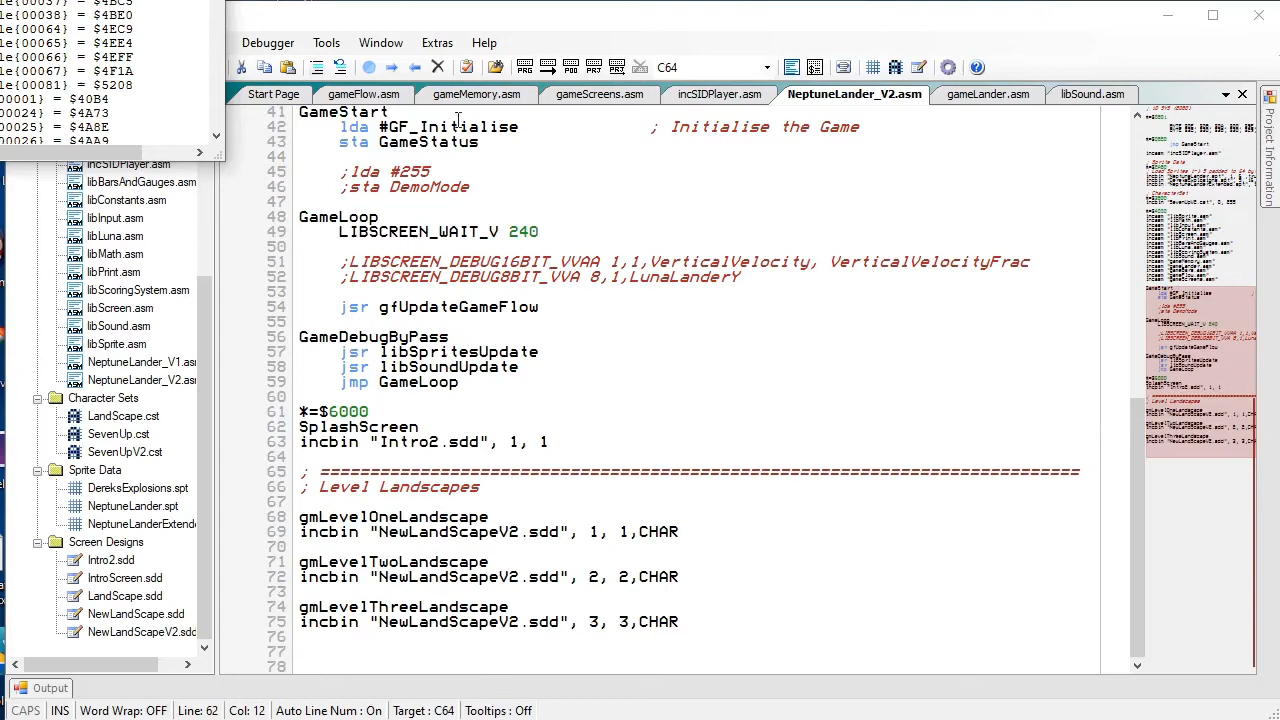 le{00037} = $4BC5
le{00038} = $4BE0
le{00064} = $4EC9
le{00065} = $4EE4
le{00066} = $4EFF
le{00067} = $4F1A
le{00081} = $5208
00001} = $40B4
00024} = $4A73
00025} = $4A8E
00026} = $4AA9
Debugger Tools Window Extras Help
C64
Start Page gameFlow.asm gameMemory.asm gameScreens.asm incSIDPlayer.asm NeptuneLander_V2.asm gameLander.asm libSound.asm
incSIDPlayer.asm
libBarsAndGauges.asm
libConstants.asm
libInput.asm
libLuna.asm
libMath.asm
libPrint.asm
libScoringSystem.asm
libScreen.asm
libSound.asm
libSprite.asm
NeptuneLander_V1.asm
NeptuneLander_V2.asm
Character Sets
LandScape.cst
SevenUp.cst
SevenUpV2.cst
Sprite Data
DereksExplosions.spt
NeptuneLander.spt
NeptuneLanderExtende
Screen Designs
Intro2.sdd
IntroScreen.sdd
LandScape.sdd
NewLandScape.sdd
NewLandScapeV2.sdd
41 GameStart
42 lda #GF_Initialise ; Initialise the Game
43 sta GameStatus
44
45 ;lda #255
46 ;sta DemoMode
47
48 GameLoop
49 LIBSCREEN_WAIT_V 240
50
51 ;LIBSCREEN_DEBUG16BIT_VVAA 1,1,VerticalVelocity, VerticalVelocityFrac
52 ;LIBSCREEN_DEBUG8BIT_VVA 8,1,LunaLanderY
53
54 jsr gfUpdateGameFlow
55
56 GameDebugByPass
57 jsr libSpritesUpdate
58 jsr libSoundUpdate
59 jmp GameLoop
60
61 *=$6000
62 SplashScreen
63 incbin "Intro2.sdd", 1, 1
64
65 ; ============================================================================
66 ; Level Landscapes
67
68 gmLevelOneLandscape
69 incbin "NewLandScapeV2.sdd", 1, 1,CHAR
70
71 gmLevelTwoLandscape
72 incbin "NewLandScapeV2.sdd", 2, 2,CHAR
73
74 gmLevelThreeLandscape
75 incbin "NewLandScapeV2.sdd", 3, 3,CHAR
76
77
78
Project Information
Output
CAPS INS Word Wrap: OFF Line: 62 Col: 12 Auto Line Num : On Target : C64 Tooltips : Off